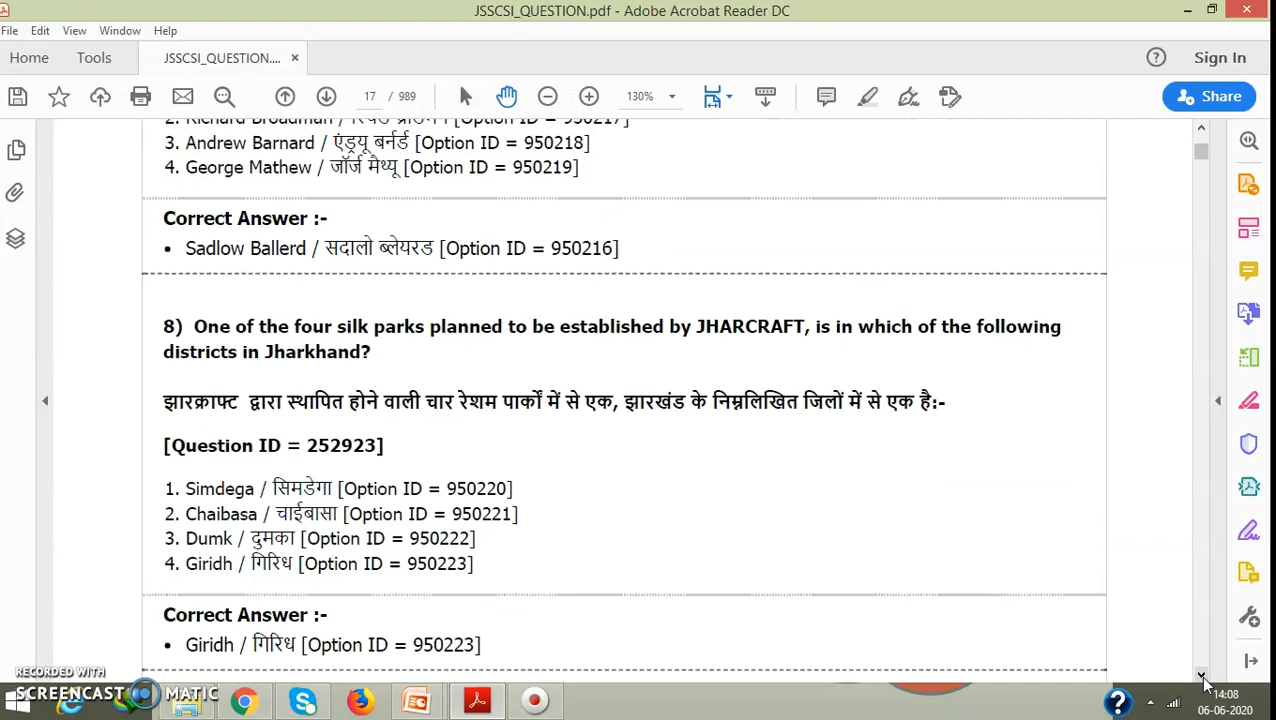 JSSCSI_QUESTION.pdf - Adobe Acrobat Reader DC
File Edit View Window Help
Home Tools JSSCSI_QUESTION.... × Sign In
17 / 989 130% Share
3. Andrew Barnard / एंड्रयू बर्नर्ड [Option ID = 950218]
4. George Mathew / जॉर्ज मैथ्यू [Option ID = 950219]
Correct Answer :-
• Sadlow Ballerd / सदालो ब्लेयरड [Option ID = 950216]
8) One of the four silk parks planned to be established by JHARCRAFT, is in which of the following
districts in Jharkhand?
झारक्राफ्ट द्वारा स्थापित होने वाली चार रेशम पार्कों में से एक, झारखंड के निम्नलिखित जिलों में से एक है:-
[Question ID = 252923]
1. Simdega / सिमडेगा [Option ID = 950220]
2. Chaibasa / चाईबासा [Option ID = 950221]
3. Dumk / दुमका [Option ID = 950222]
4. Giridh / गिरिध [Option ID = 950223]
Correct Answer :-
• Giridh / गिरिध [Option ID = 950223]
RECORDED WITH
SCREENCAST MATIC
14:08
06-06-2020